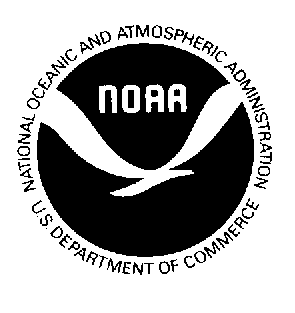 NATIONAL OCEANIC AND ATMOSPHERIC ADMINISTRATION
NOAA
U.S. DEPARTMENT OF COMMERCE